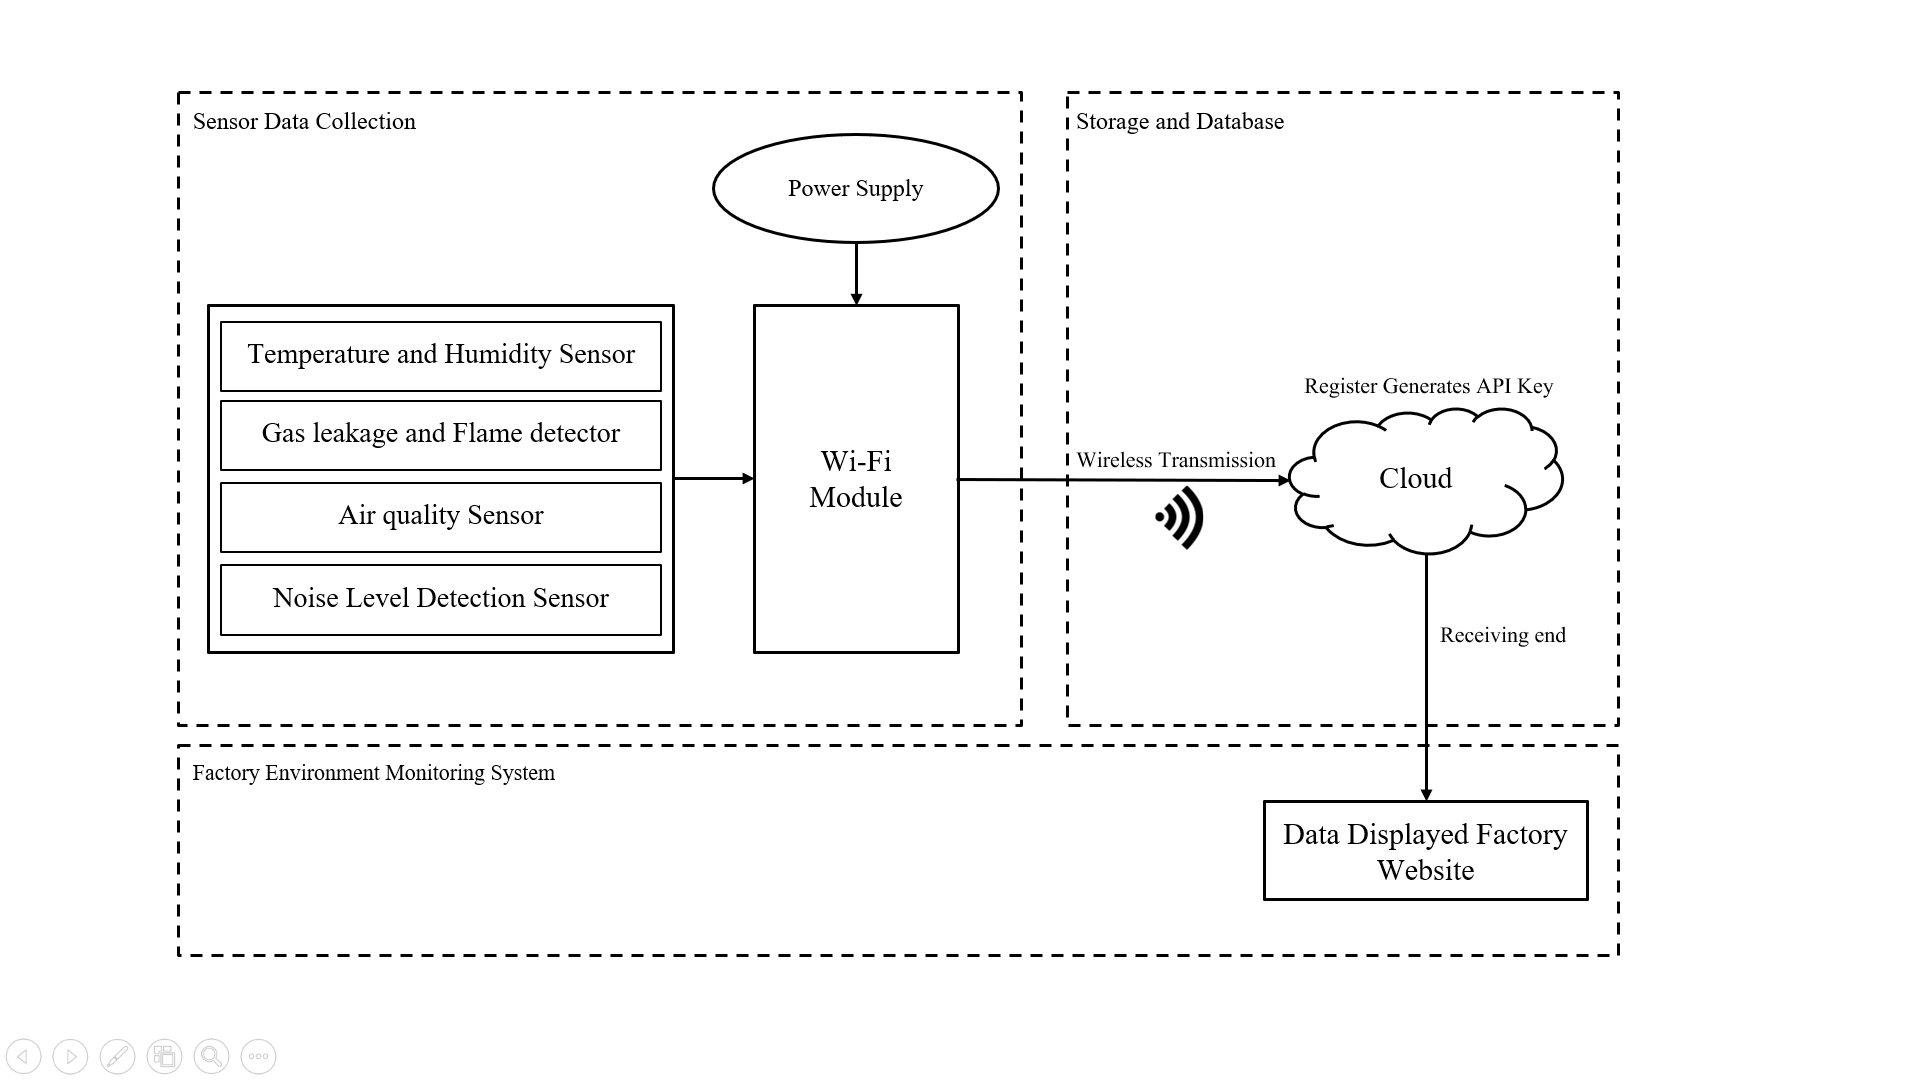 Sensor Data Collection
Power Supply
Temperature and Humidity Sensor
Gas leakage and Flame detector
Air quality Sensor
Noise Level Detection Sensor
Wi-Fi
Module
Storage and Database
Register Generates API Key
Wireless Transmission
Cloud
Receiving end
Factory Environment Monitoring System
Data Displayed Factory
Website